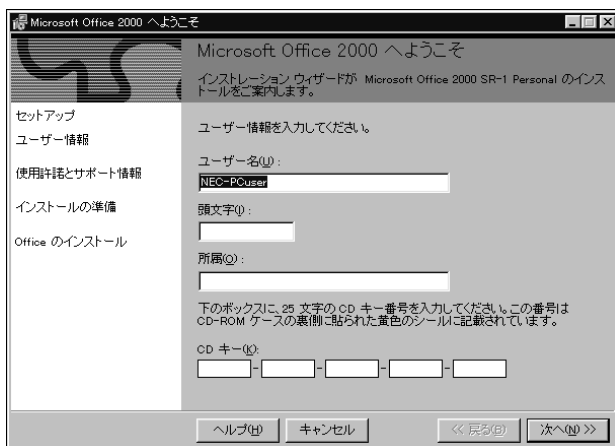 Microsoft Office 2000 へようこそ
Microsoft Office 2000 へようこそ
インストレーション ウィザードが Microsoft Office 2000 SR-1 Personal のインス
トールをご案内します。
セットアップ
ユーザー情報
使用許諾とサポート情報
インストールの準備
Office のインストール
ユーザー情報を入力してください。
ユーザー名(U) :
NEC-PCuser
頭文字(I) :
所属(O) :
下のボックスに、25 文字の CD キー番号を入力してください。この番号は
CD-ROM ケースの裏側に貼られた黄色のシールに記載されています。
CD キー(K):
- - - -
ヘルプ(H)
キャンセル
<< 戻る(B)
次へ(N) >>